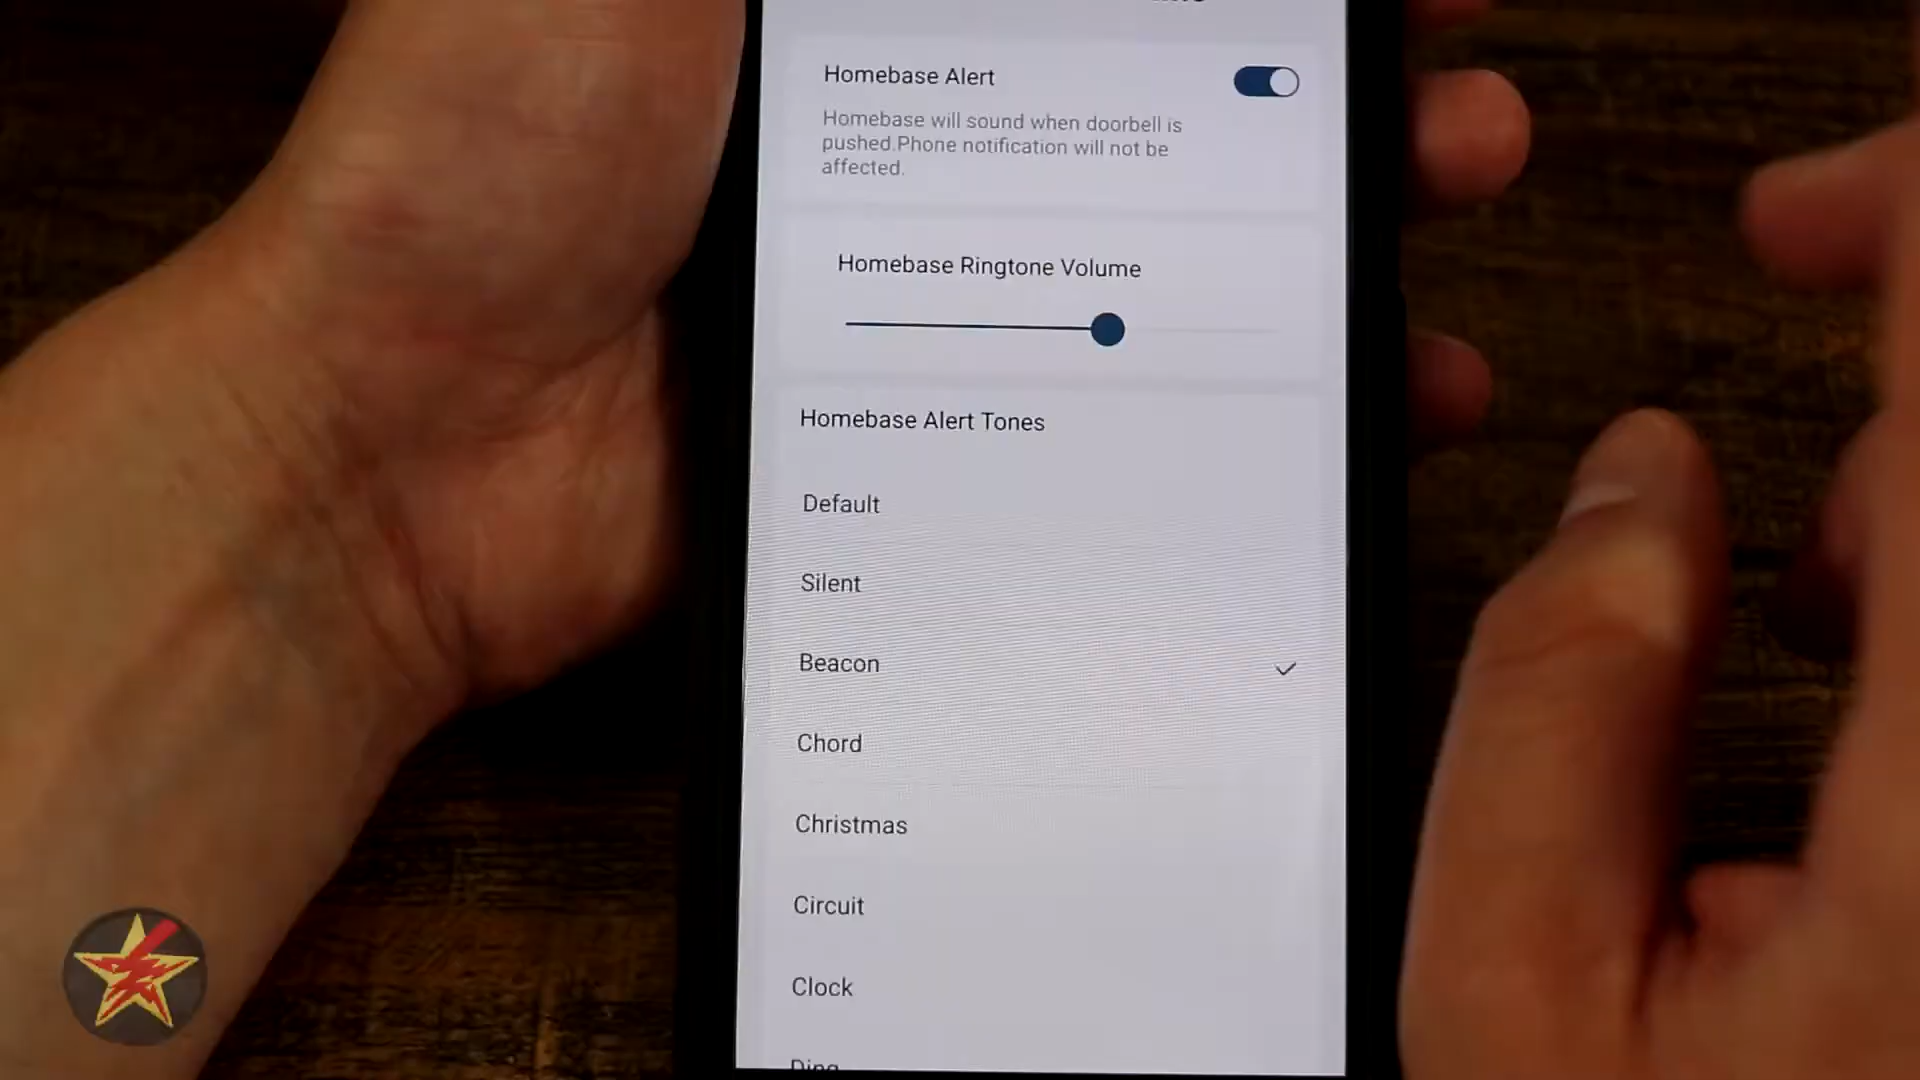 Homebase Alert
Homebase will sound when doorbell is
pushed.Phone notification will not be
affected.
Homebase Ringtone Volume
Homebase Alert Tones
Default
Silent
Beacon
Chord
Christmas
Circuit
Clock